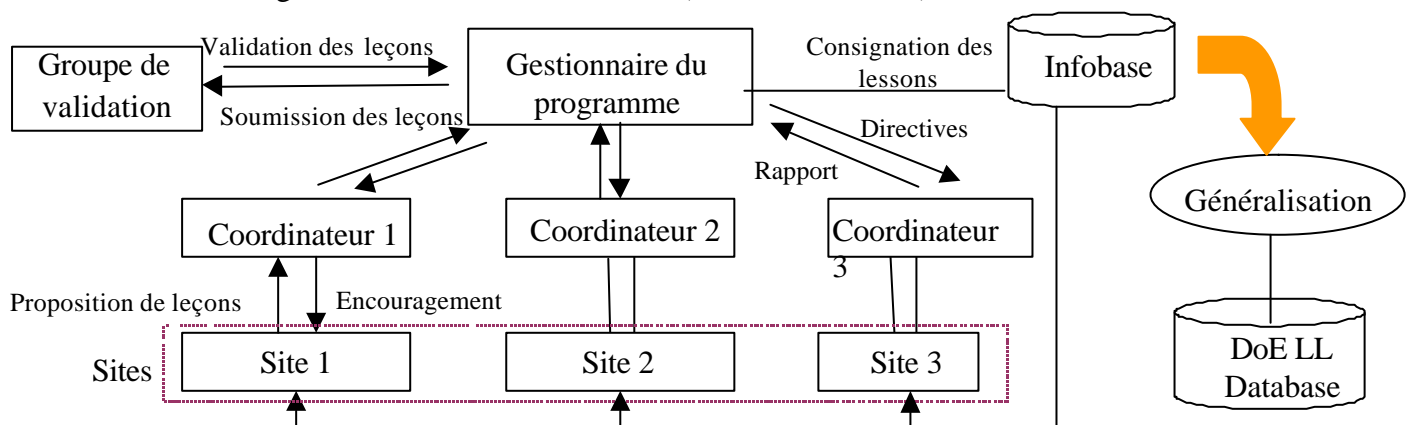 Groupe de
validation
Validation des leçons
Soumission des leçons
Gestionnaire du
programme
Consignation des
lessons
Infobase
Directives
Rapport
Généralisation
Coordinateur 1
Coordinateur 2
Coordinateur
3
Proposition de leçons
Encouragement
Sites
Site 1
Site 2
Site 3
DoE LL
Database